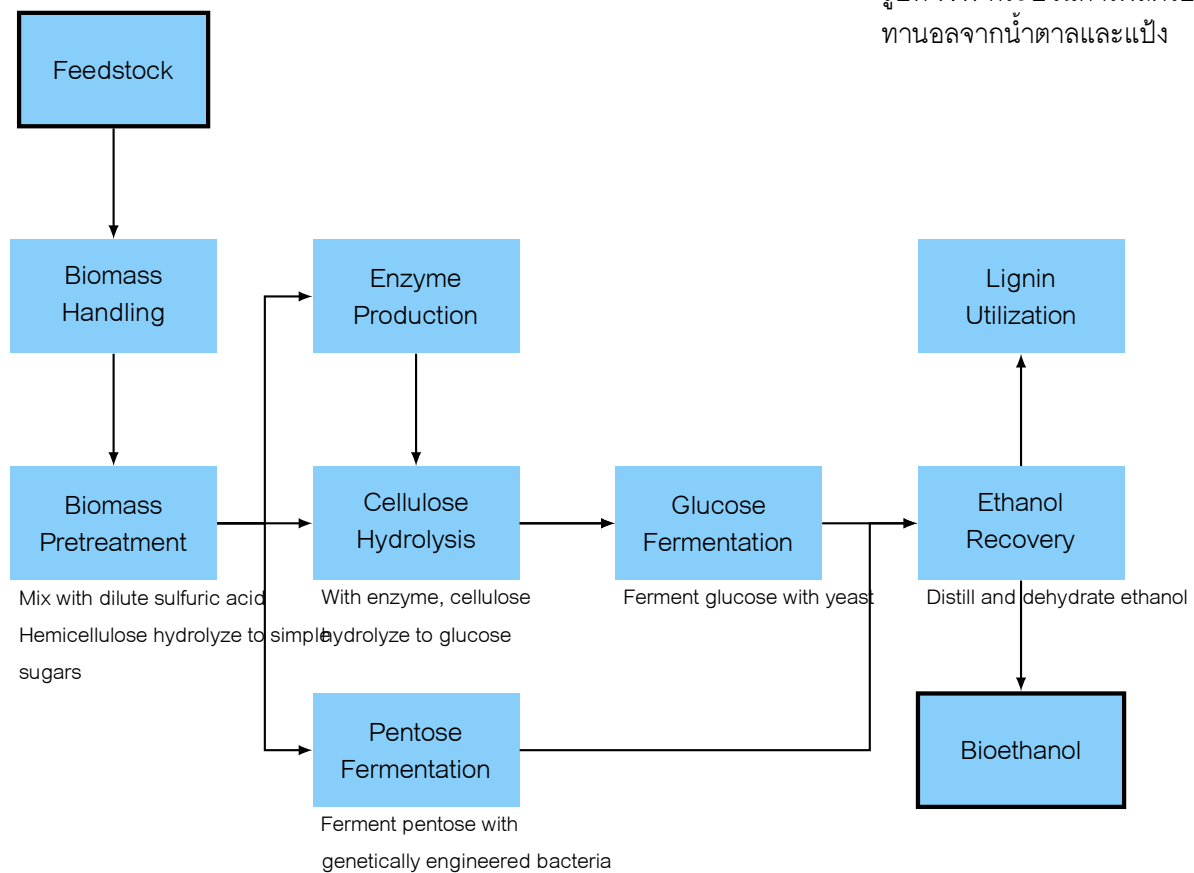 ทานอลจากน้ำตาลและแป้ง
Feedstock
Biomass
Handling
Enzyme
Production
Lignin
Utilization
Biomass
Pretreatment
Cellulose
Hydrolysis
Glucose
Fermentation
Ethanol
Recovery
Mix with dilute sulfuric acid
Hemicellulose hydrolyze to simple
sugars
With enzyme, cellulose
hydrolyze to glucose
Ferment glucose with yeast
Distill and dehydrate ethanol
Pentose
Fermentation
Bioethanol
Ferment pentose with
genetically engineered bacteria